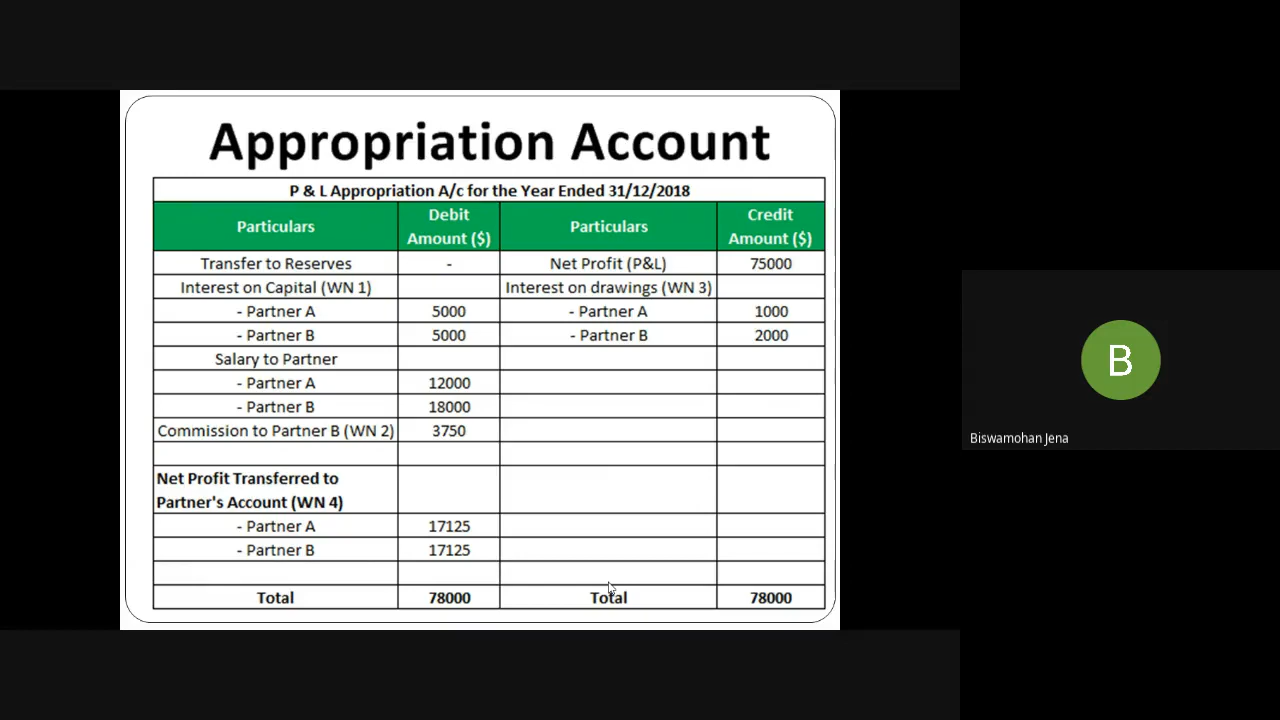 Appropriation Account
P & L Appropriation A/c for the Year Ended 31/12/2018
Particulars Debit Amount ($) Particulars Credit Amount ($)
Transfer to Reserves - Net Profit (P&L) 75000
Interest on Capital (WN 1) Interest on drawings (WN 3)
- Partner A 5000 - Partner A 1000
- Partner B 5000 - Partner B 2000
Salary to Partner
- Partner A 12000
- Partner B 18000
Commission to Partner B (WN 2) 3750
Net Profit Transferred to
Partner's Account (WN 4)
- Partner A 17125
- Partner B 17125
Total 78000 Total 78000
B
Biswamohan Jena